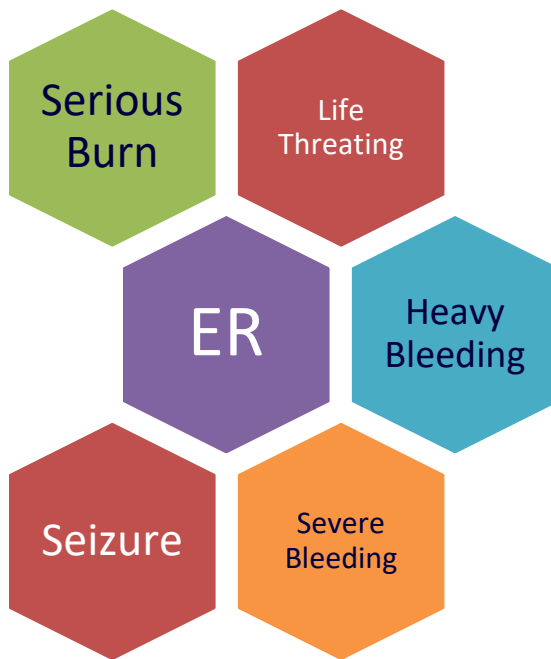 Serious
Burn
Life
Threating
ER
Heavy
Bleeding
Seizure
Severe
Bleeding